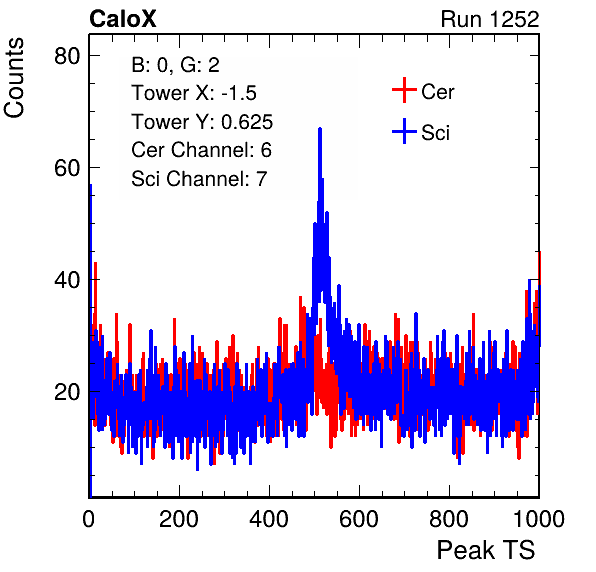 CaloX Run 1252
Counts
80
60
40
20
B: 0, G: 2
Tower X: -1.5
Tower Y: 0.625
Cer Channel: 6
Sci Channel: 7
Cer
Sci
0 200 400 600 800 1000
Peak TS